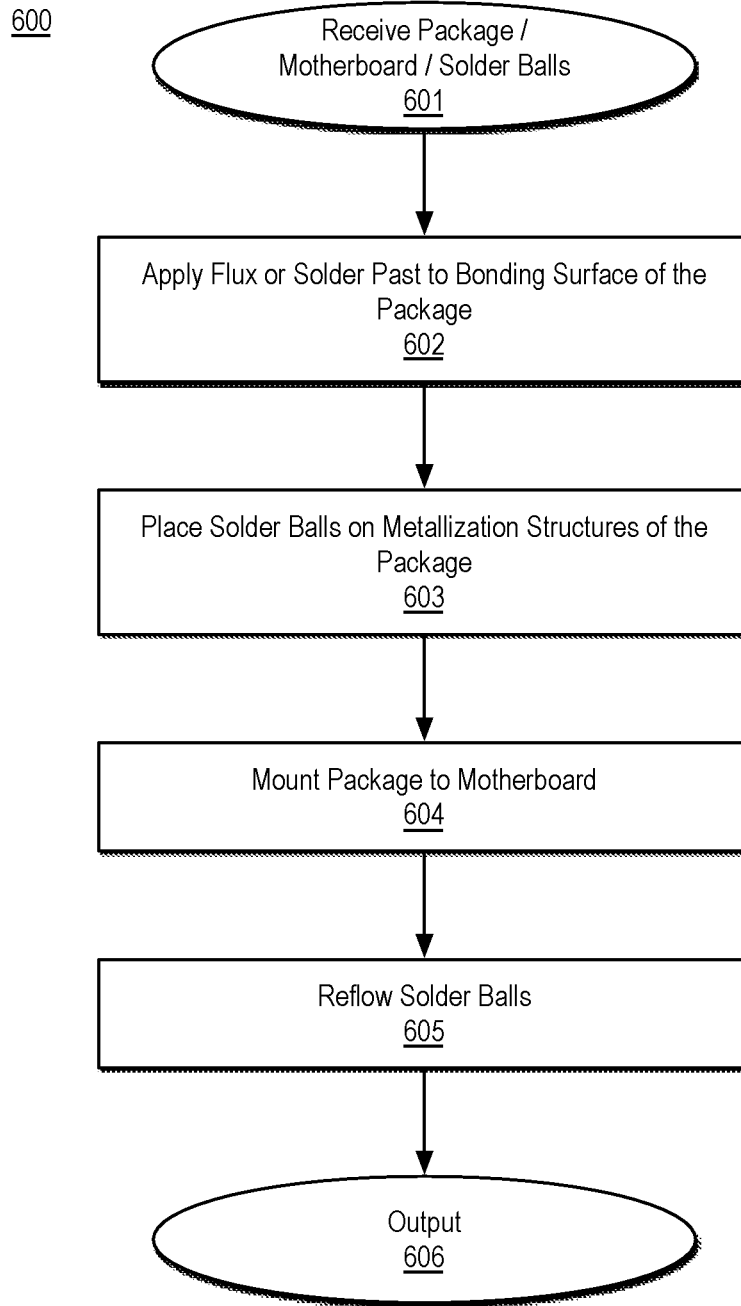 600
Receive Package /
Motherboard / Solder Balls
601
Apply Flux or Solder Past to Bonding Surface of the
Package
602
Place Solder Balls on Metallization Structures of the
Package
603
Mount Package to Motherboard
604
Reflow Solder Balls
605
Output
606